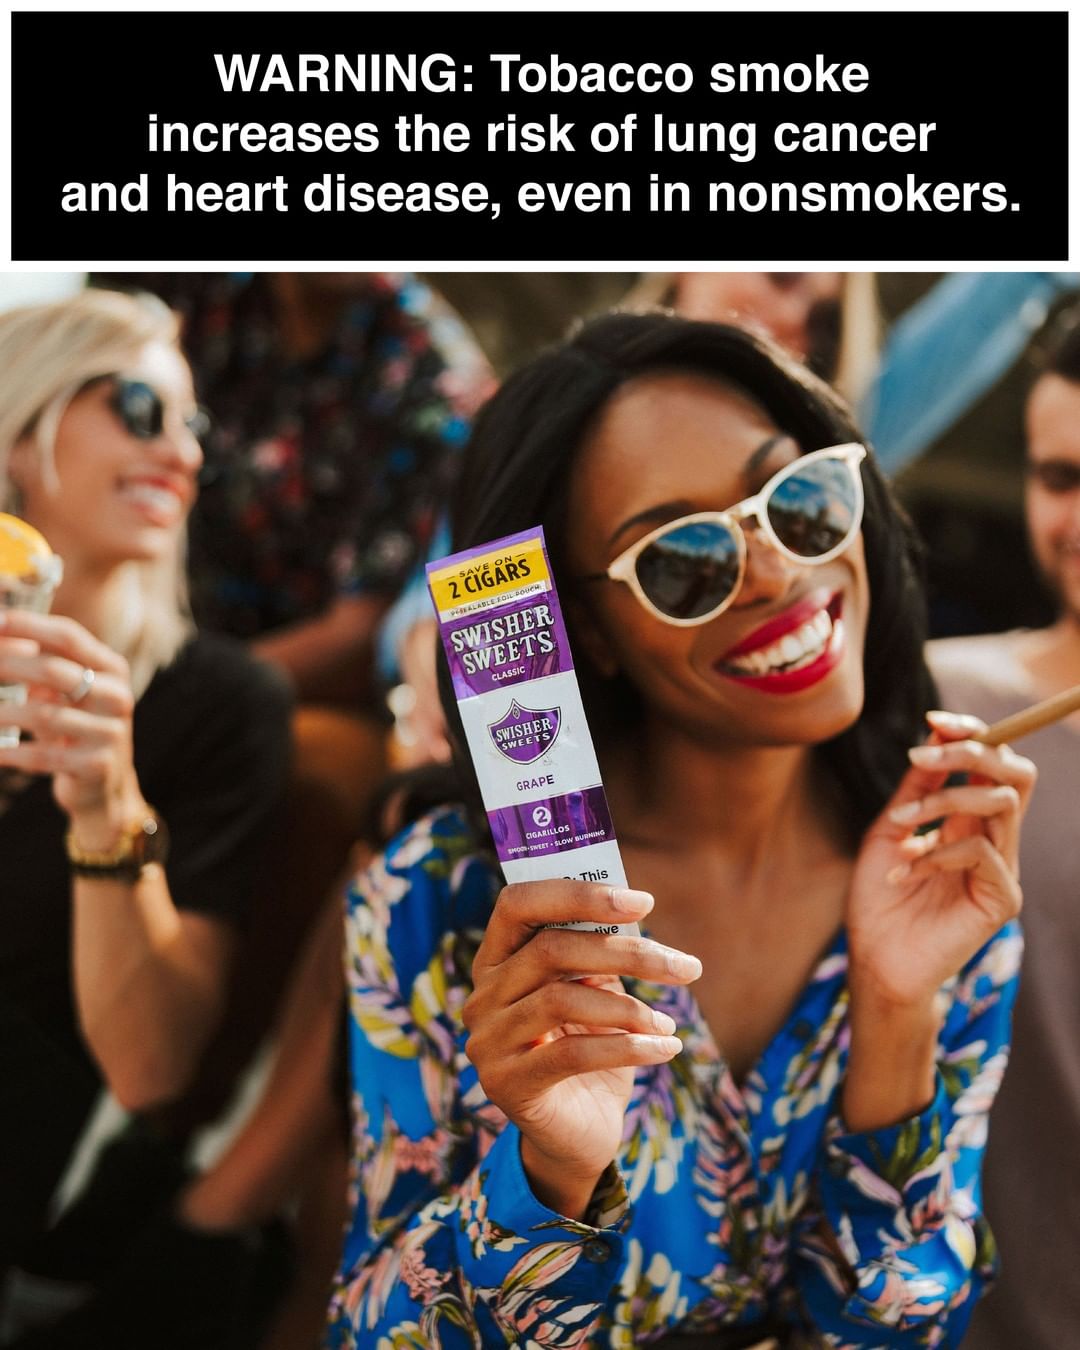 WARNING: Tobacco smoke
increases the risk of lung cancer
and heart disease, even in nonsmokers.
SAVE ON
2 CIGARS
RESEALABLE FOIL POUCH
SWISHER
SWEETS
CLASSIC
SWISHER
SWEETS
GRAPE
2
CIGARILLOS
SWEET • SLOW BURNING
This